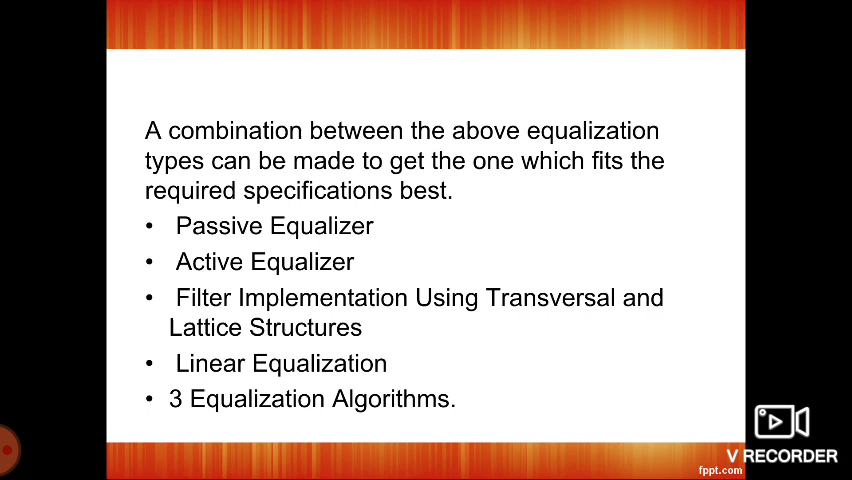 A combination between the above equalization
types can be made to get the one which fits the
required specifications best.
• Passive Equalizer
• Active Equalizer
• Filter Implementation Using Transversal and
Lattice Structures
• Linear Equalization
• 3 Equalization Algorithms.
V RECORDER
fppt.com